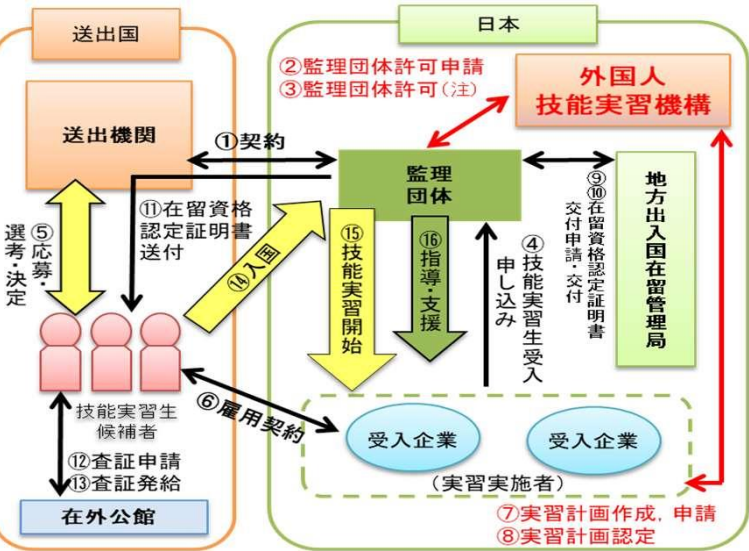 送出国
日本
送出機関
①契約
②監理団体許可申請
③監理団体許可(注)
外国人
技能実習機構
監理
団体
⑤応募・
選考・決定
⑪在留資格
認定証明書
送付
⑭入国
⑮技能実習開始
⑯指導・支援
④技能実習生受入
申し込み
⑨⑩在留資格認定証明書
交付申請・交付
地方出入国在留管理局
技能実習生
候補者
⑥雇用契約
受入企業
受入企業
(実習実施者)
⑫査証申請
⑬査証発給
在外公館
⑦実習計画作成，申請
⑧実習計画認定